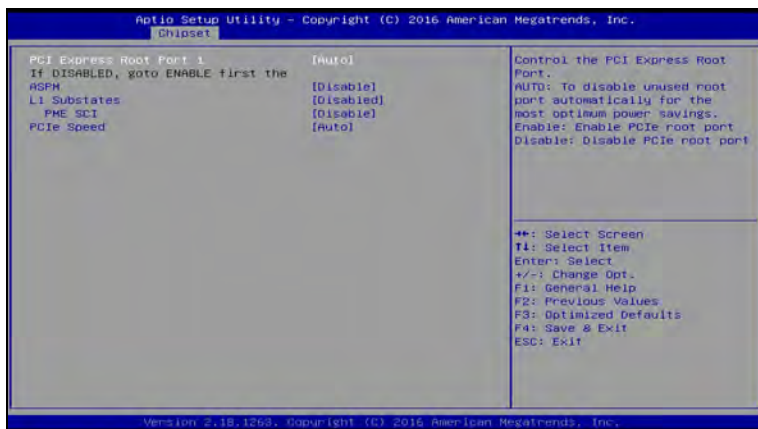 Aptio Setup Utility – Copyright (C) 2016 American Megatrends, Inc.
Chipset
PCI Express Root Port 1 [Auto]
If DISABLED, goto ENABLE first the
ASPM [Disable]
L1 Substates [Disabled]
PME SCI [Disable]
PCIe Speed [Auto]
Control the PCI Express Root
Port.
AUTO: To disable unused root
port automatically for the
most optimum power savings.
Enable: Enable PCIe root port
Disable: Disable PCIe root port
→←: Select Screen
↑↓: Select Item
Enter: Select
+/-: Change Opt.
F1: General Help
F2: Previous Values
F3: Optimized Defaults
F4: Save & Exit
ESC: Exit
Version 2.18.1263. Copyright (C) 2016 American Megatrends, Inc.